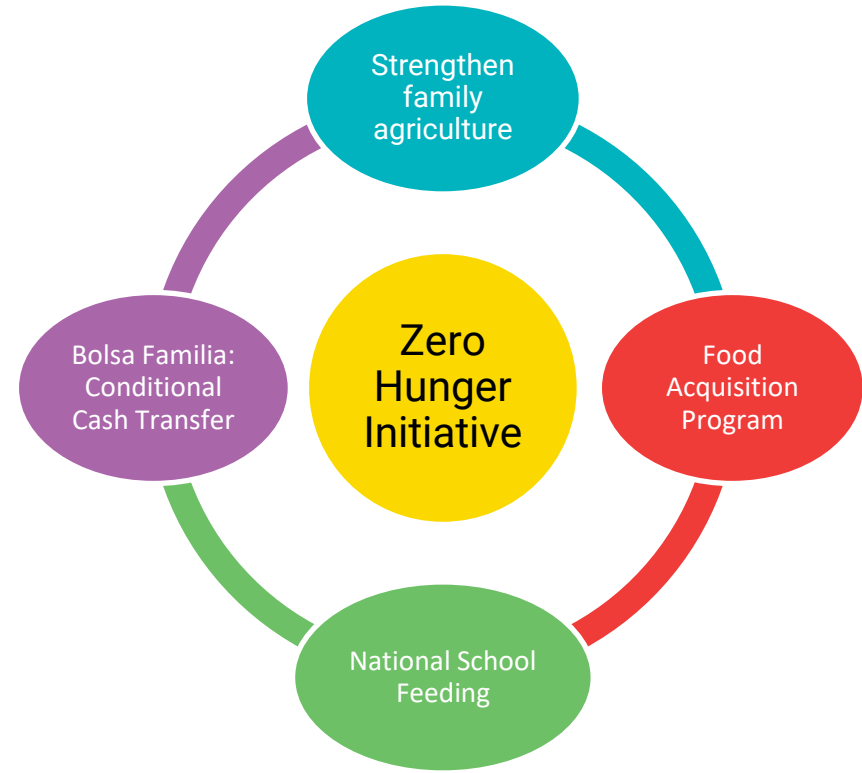 Strengthen
family
agriculture
Bolsa Familia:
Conditional
Cash Transfer
Zero
Hunger
Initiative
Food
Acquisition
Program
National School
Feeding